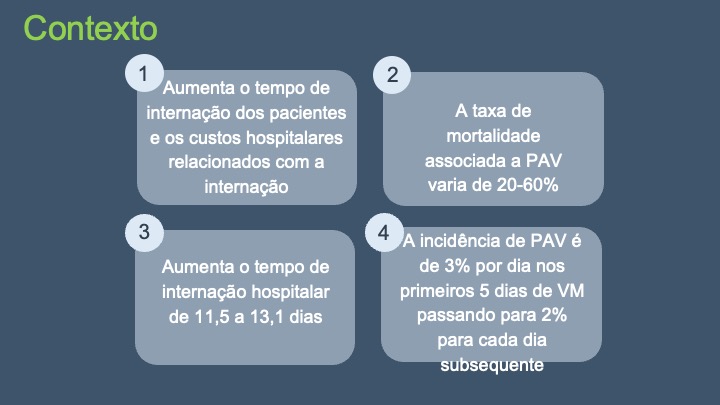 Contexto
1
Aumenta o tempo de
internação dos pacientes
e os custos hospitalares
relacionados com a
internação
2
A taxa de
mortalidade
associada a PAV
varia de 20-60%
3
Aumenta o tempo de
internação hospitalar
de 11,5 a 13,1 dias
4
A incidência de PAV é
de 3% por dia nos
primeiros 5 dias de VM
passando para 2%
para cada dia
subsequente